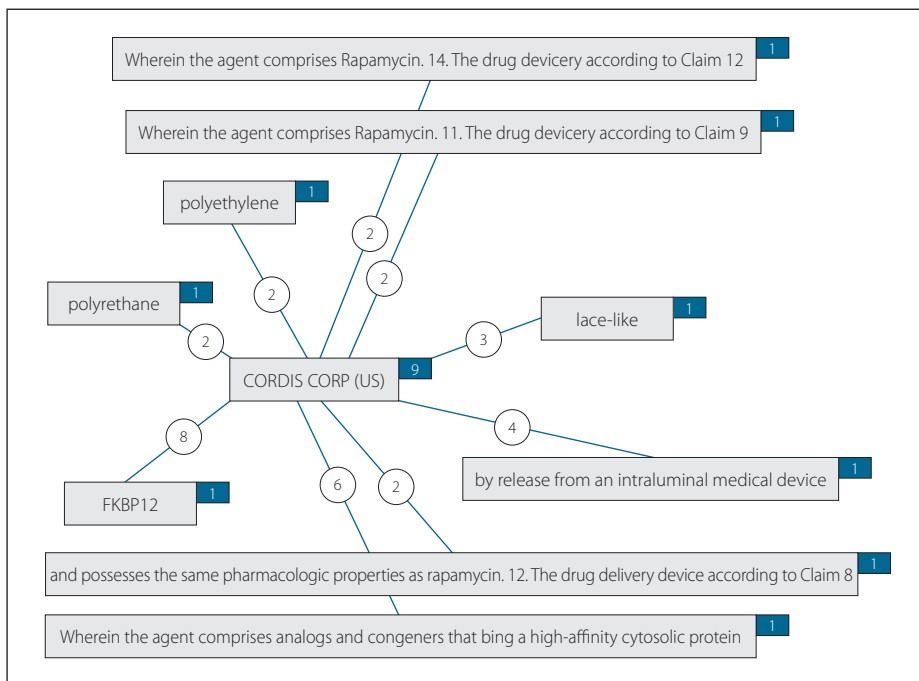 1
Wherein the agent comprises Rapamycin. 14. The drug devicery according to Claim 12
1
Wherein the agent comprises Rapamycin. 11. The drug devicery according to Claim 9
1
polyethylene
2
2
1
polyrethane
2
2
1
lace-like
3
CORDIS CORP (US)
9
8
4
1
by release from an intraluminal medical device
6
2
1
FKBP12
1
and possesses the same pharmacologic properties as rapamycin. 12. The drug delivery device according to Claim 8
1
Wherein the agent comprises analogs and congeners that bing a high-affinity cytosolic protein